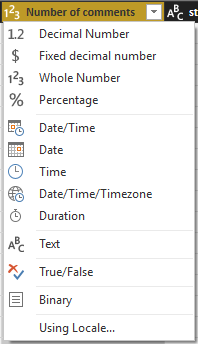 1²3 Number of comments ABC st
1.2 Decimal Number
$ Fixed decimal number
1²3 Whole Number
% Percentage
Date/Time
Date
Time
Date/Time/Timezone
Duration
ABC Text
True/False
Binary
Using Locale...